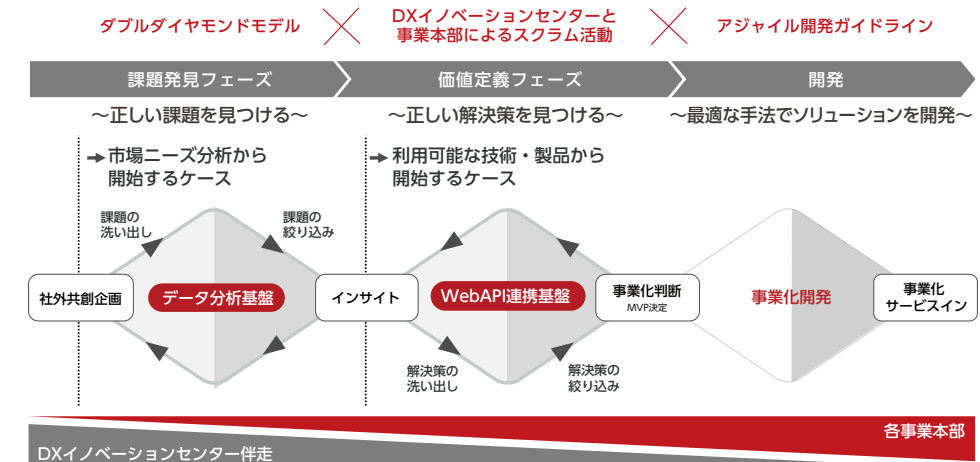 ダブルダイヤモンドモデル
DXイノベーションセンターと
事業本部によるスクラム活動
アジャイル開発ガイドライン
課題発見フェーズ
価値定義フェーズ
開発
～正しい課題を見つける～
～正しい解決策を見つける～
～最適な手法でソリューションを開発～
市場ニーズ分析から
開始するケース
利用可能な技術・製品から
開始するケース
課題の
洗い出し
課題の
絞り込み
社外共創企画
データ分析基盤
インサイト
WebAPI連携基盤
事業化判断
MVP決定
事業化開発
事業化
サービスイン
解決策の
洗い出し
解決策の
絞り込み
各事業本部
DXイノベーションセンター伴走